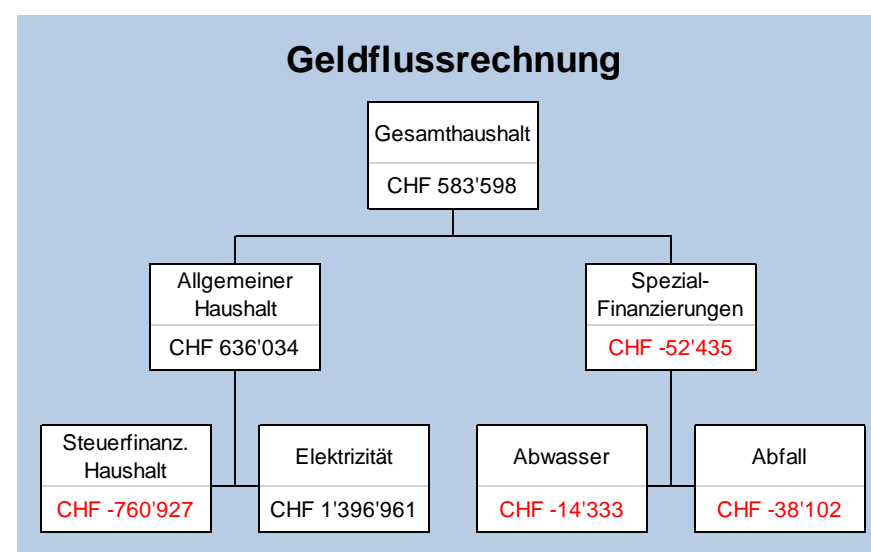 Geldflussrechnung
Gesamthaushalt
CHF 583'598
Allgemeiner
Haushalt
CHF 636'034
Spezial-
Finanzierungen
CHF -52'435
Steuerfinanz.
Haushalt
CHF -760'927
Elektrizität
CHF 1'396'961
Abwasser
CHF -14'333
Abfall
CHF -38'102